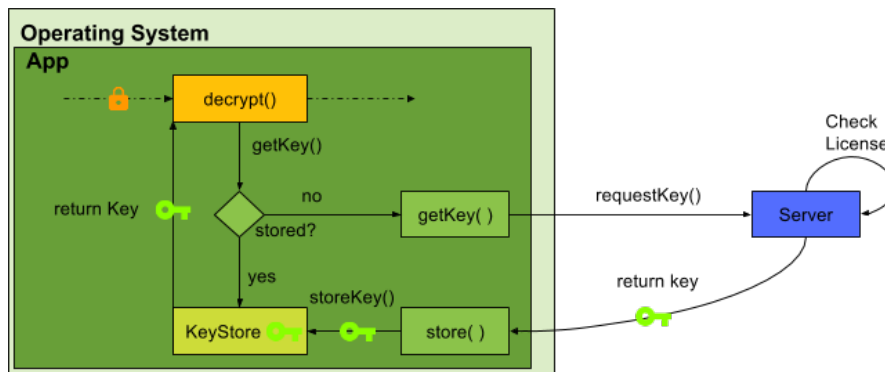 Operating System
App
decrypt()
getKey()
Check
License
return Key
no
requestKey()
getKey( )
Server
stored?
yes
return key
storeKey()
KeyStore
store( )